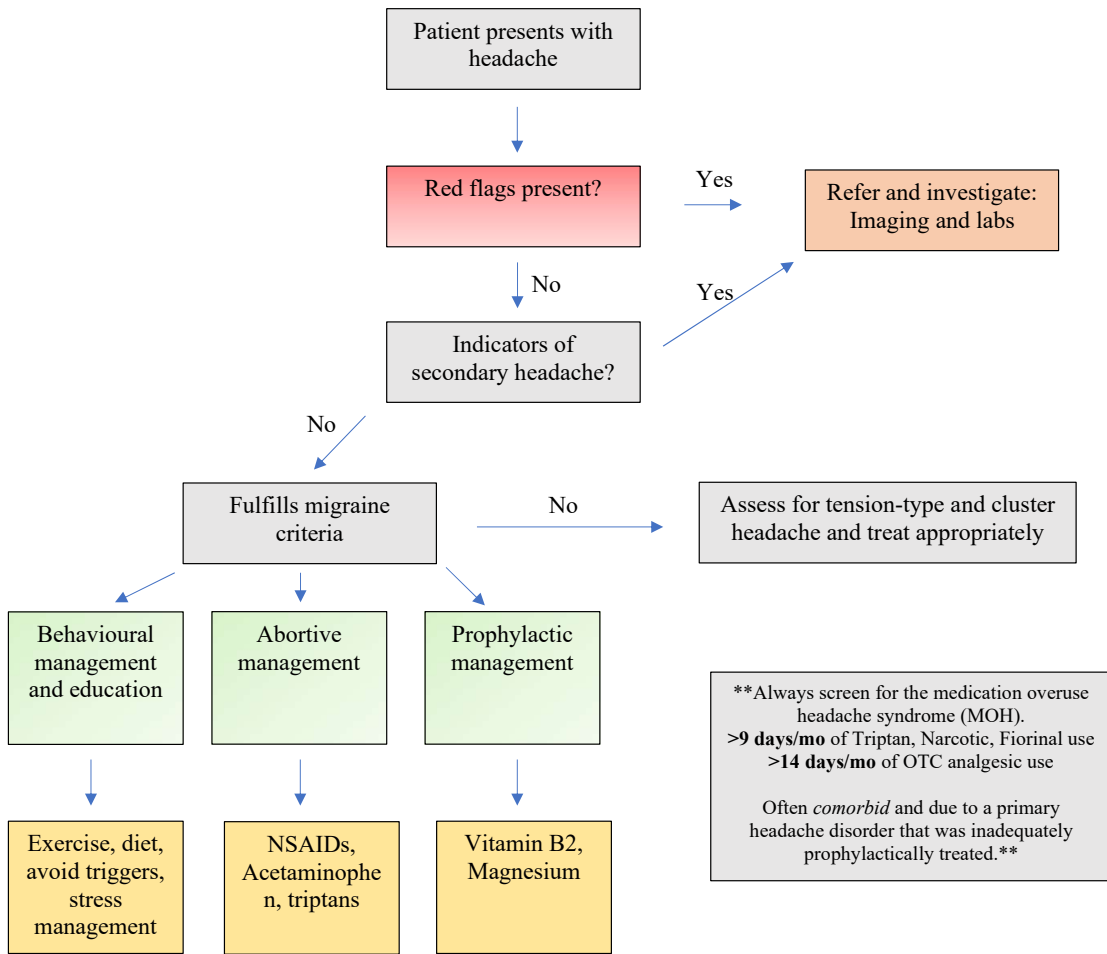 Patient presents with
headache
Red flags present?
Yes
Refer and investigate:
Imaging and labs
No
Yes
Indicators of
secondary headache?
No
Fulfills migraine
criteria
No
Assess for tension-type and cluster
headache and treat appropriately
Behavioural
management
and education
Abortive
management
Prophylactic
management
**Always screen for the medication overuse
headache syndrome (MOH).
>9 days/mo of Triptan, Narcotic, Fiorinal use
>14 days/mo of OTC analgesic use
Often comorbid and due to a primary
headache disorder that was inadequately
prophylactically treated.**
Exercise, diet,
avoid triggers,
stress
management
NSAIDs,
Acetaminophe
n, triptans
Vitamin B2,
Magnesium